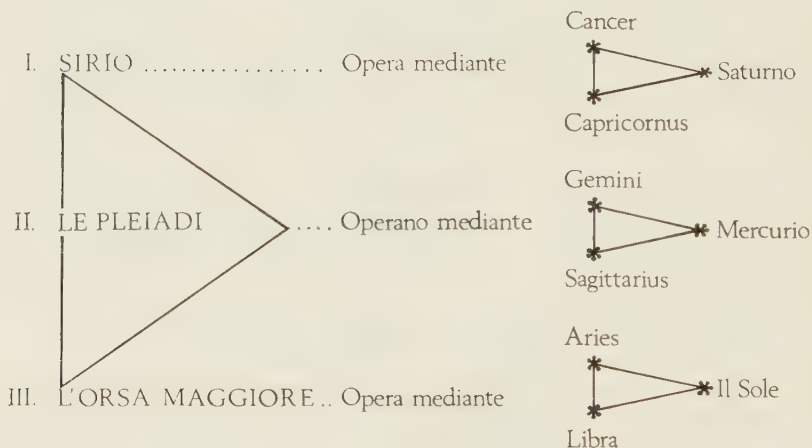 Cancer
I. SIRIO ..................... Opera mediante
Saturno
Capricornus
Gemini
II. LE PLEIADI .... Operano mediante
Mercurio
Sagittarius
Aries
III. L'ORSA MAGGIORE .. Opera mediante
Il Sole
Libra